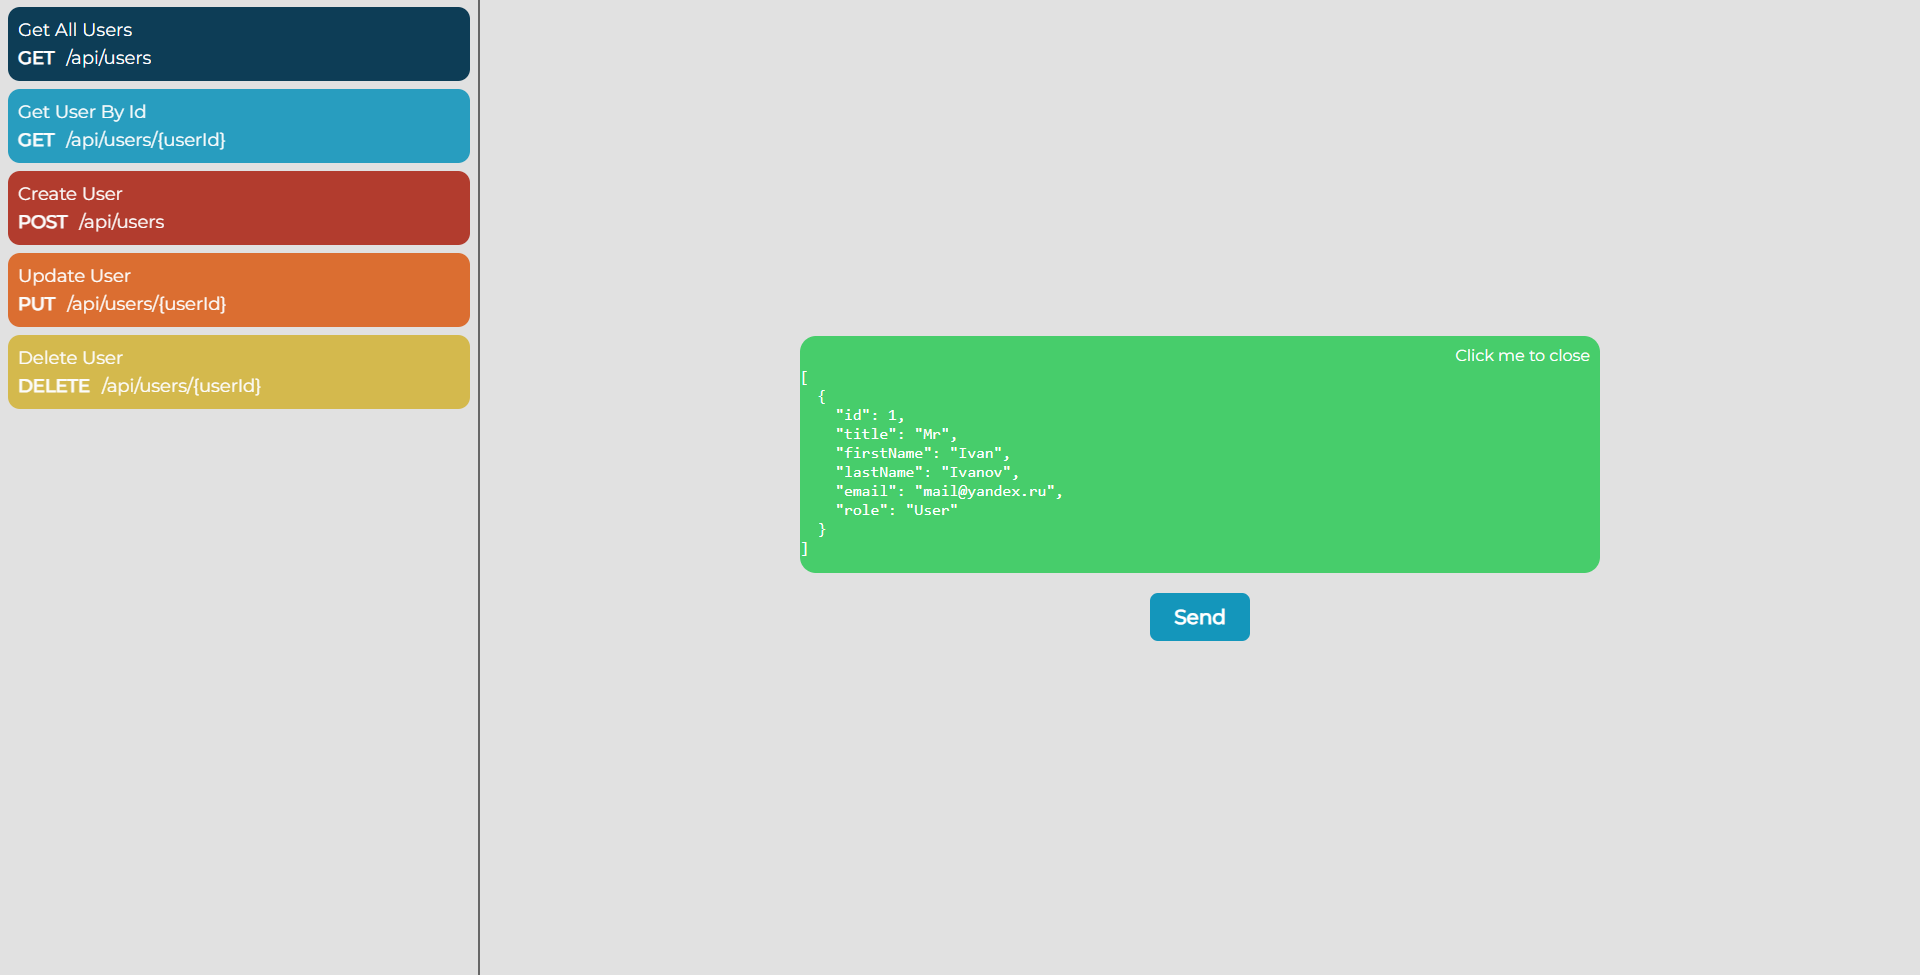 Get All Users
GET /api/users
Get User By Id
GET /api/users/{userId}
Create User
POST /api/users
Update User
PUT /api/users/{userId}
Delete User
DELETE /api/users/{userId}
Click me to close
[
  {
    "id": 1,
    "title": "Mr",
    "firstName": "Ivan",
    "lastName": "Ivanov",
    "email": "mail@yandex.ru",
    "role": "User"
  }
]
Send